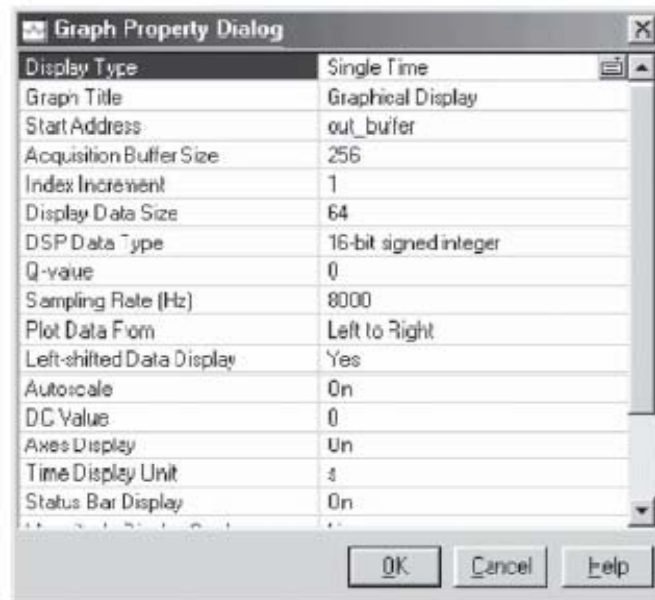 Graph Property Dialog
Display Type Single Time
Graph Title Graphical Display
Start Address out_buffer
Acquisition Buffer Size 256
Index Increment 1
Display Data Size 64
DSP Data Type 16-bit signed integer
Q-value 0
Sampling Rate (Hz) 8000
Plot Data From Left to Right
Left-shifted Data Display Yes
Autoscale On
DC Value 0
Axes Display On
Time Display Unit s
Status Bar Display On
OK Cancel Help